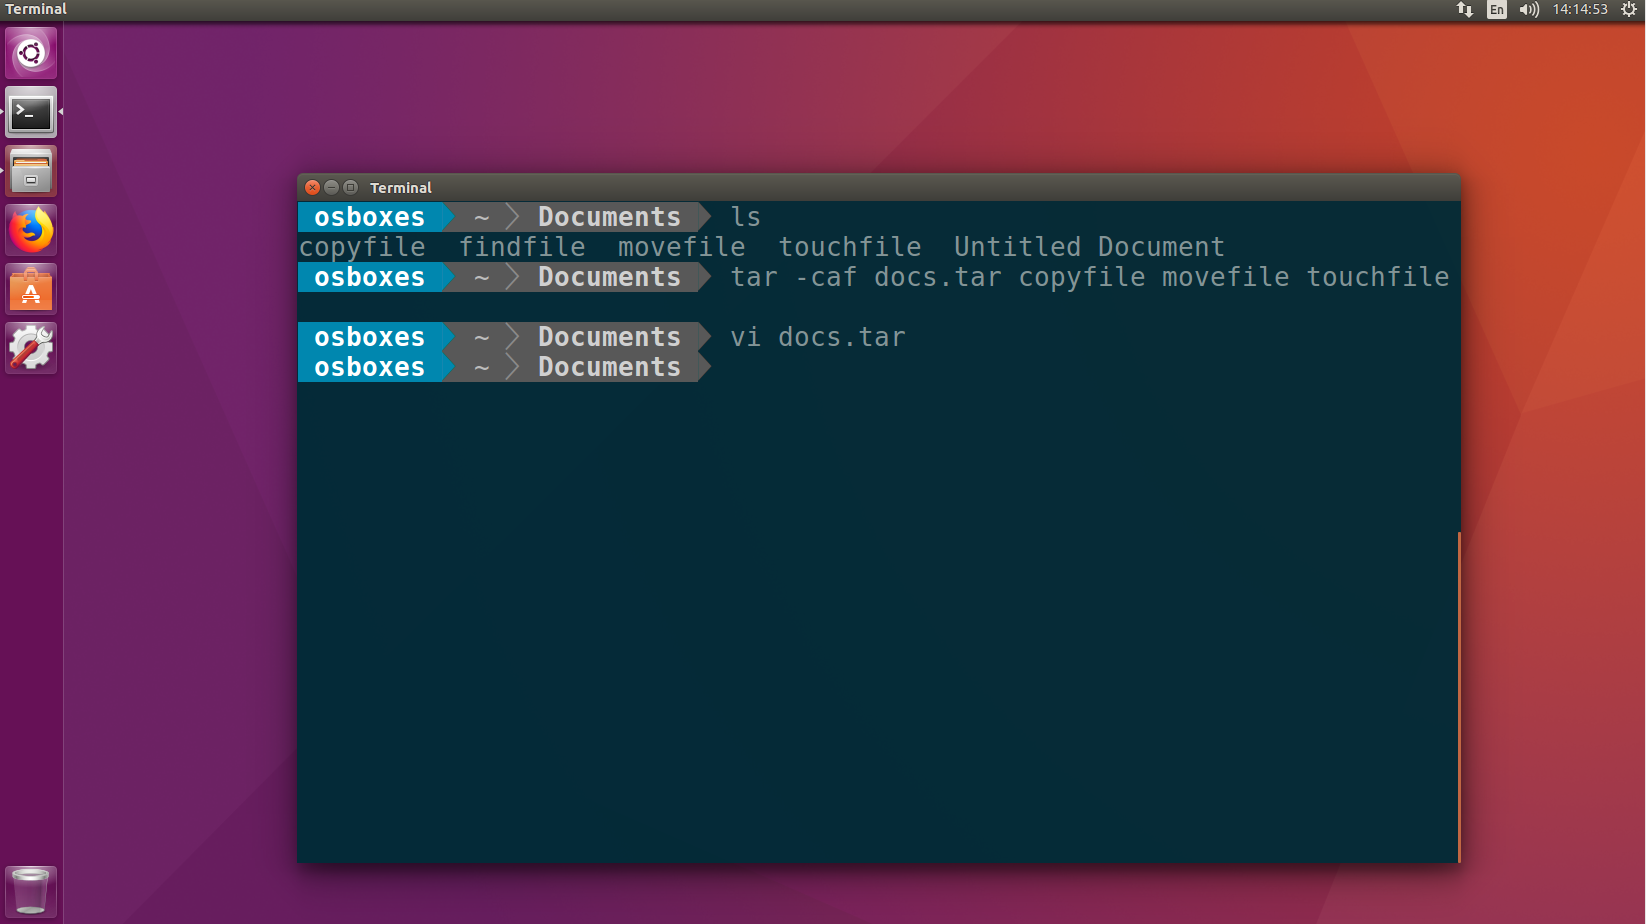 Terminal
En 14:14:53
Terminal
osboxes ~ Documents ls
copyfile findfile movefile touchfile Untitled Document
osboxes ~ Documents tar -caf docs.tar copyfile movefile touchfile
osboxes ~ Documents vi docs.tar
osboxes ~ Documents